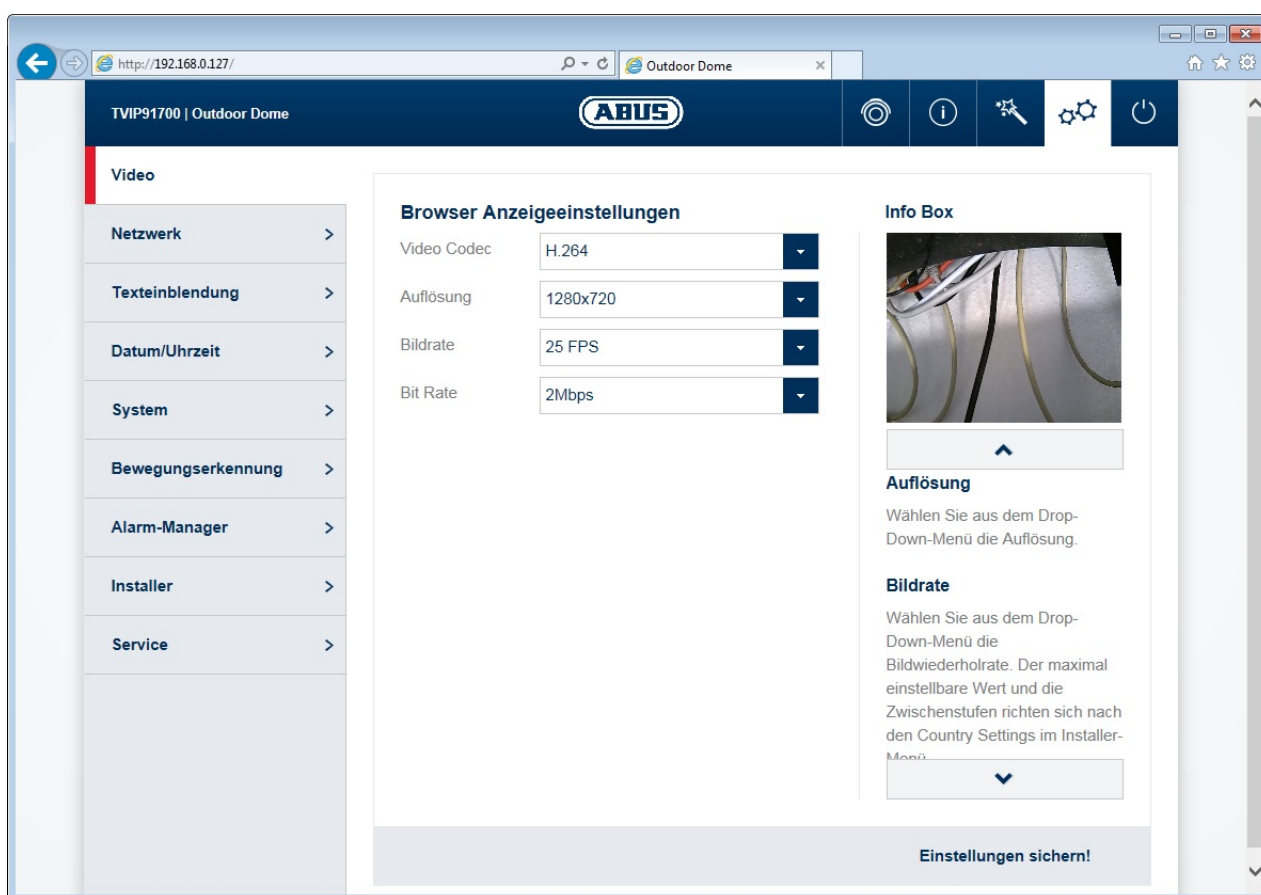 http://192.168.0.127/
Outdoor Dome
TVIP91700 | Outdoor Dome
ABUS
Video
Netzwerk
Texteinblendung
Datum/Uhrzeit
System
Bewegungserkennung
Alarm-Manager
Installer
Service
Browser Anzeigeeinstellungen
Video Codec
H.264
Auflösung
1280x720
Bildrate
25 FPS
Bit Rate
2Mbps
Info Box
Auflösung
Wählen Sie aus dem Drop-
Down-Menü die Auflösung.
Bildrate
Wählen Sie aus dem Drop-
Down-Menü die
Bildwiederholrate. Der maximal
einstellbare Wert und die
Zwischenstufen richten sich nach
den Country Settings im Installer-
Menü
Einstellungen sichern!